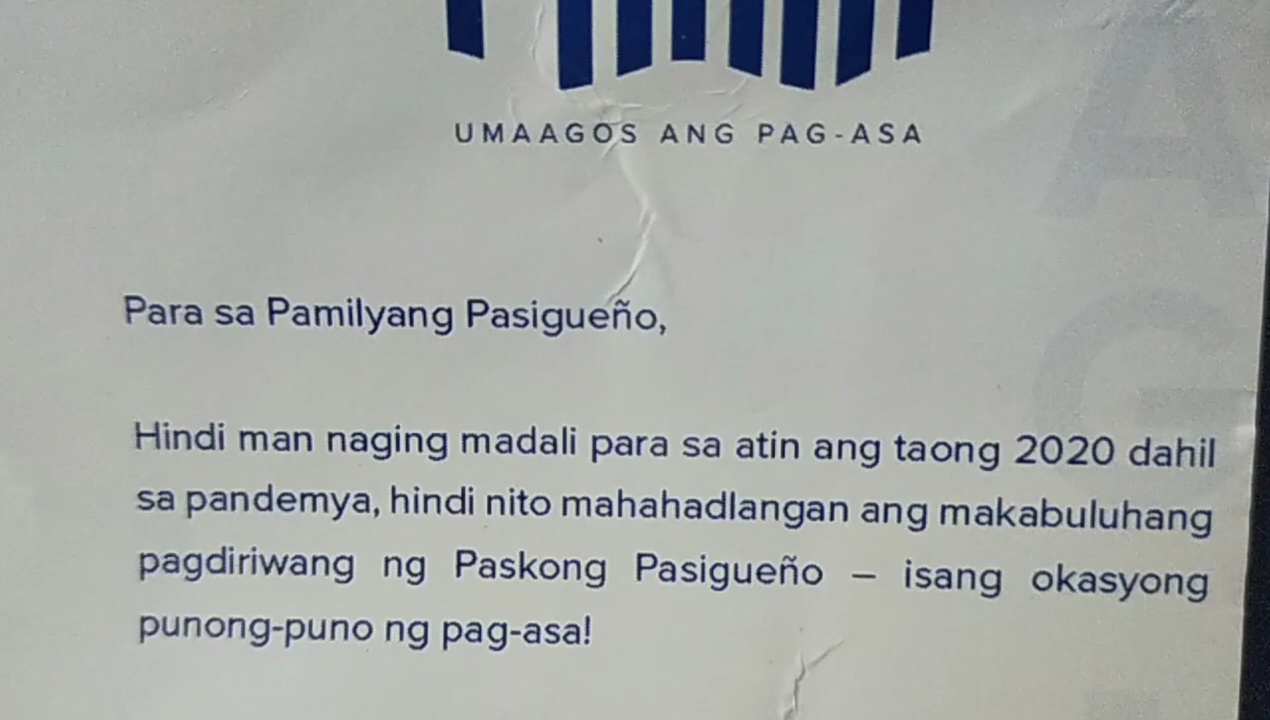 UMAAGOS ANG PAG-ASA
Para sa Pamilyang Pasigueño,
Hindi man naging madali para sa atin ang taong 2020 dahil
sa pandemya, hindi nito mahahadlangan ang makabuluhang
pagdiriwang ng Paskong Pasigueño – isang okasyong
punong-puno ng pag-asa!
A
G